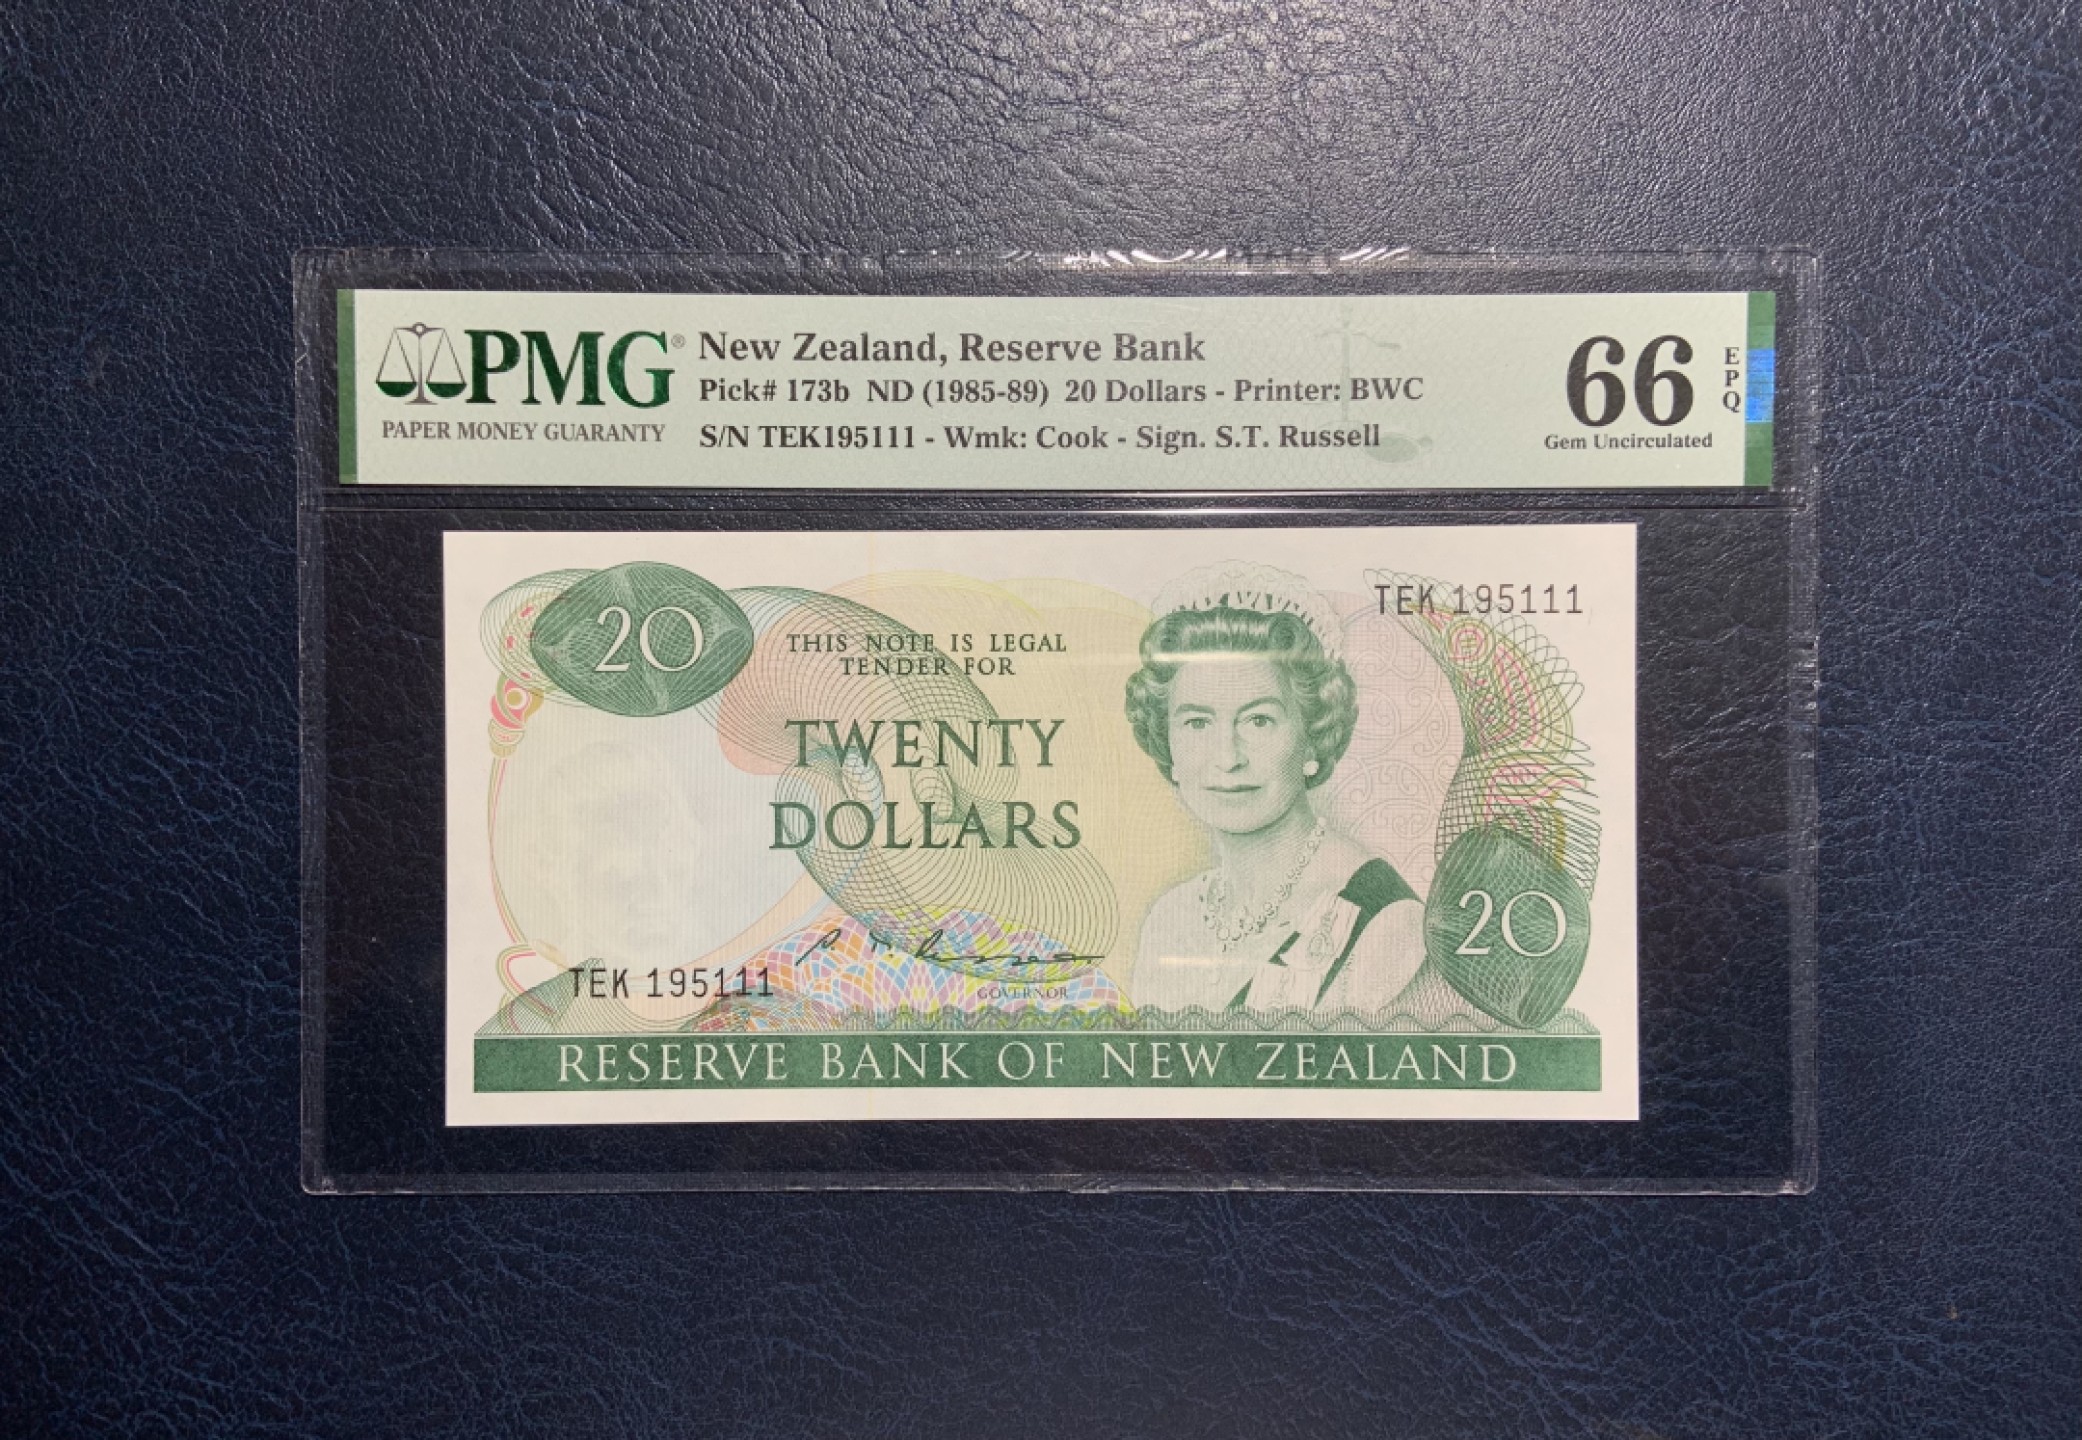 PMG®
PAPER MONEY GUARANTY
New Zealand, Reserve Bank
Pick# 173b ND (1985-89) 20 Dollars - Printer: BWC
S/N TEK195111 - Wmk: Cook - Sign. S.T. Russell
66
Gem Uncirculated
EPQ
20
THIS NOTE IS LEGAL
TENDER FOR
TWENTY
DOLLARS
TEK 195111
20
TEK 195111
S. T. Russell
GOVERNOR
RESERVE BANK OF NEW ZEALAND